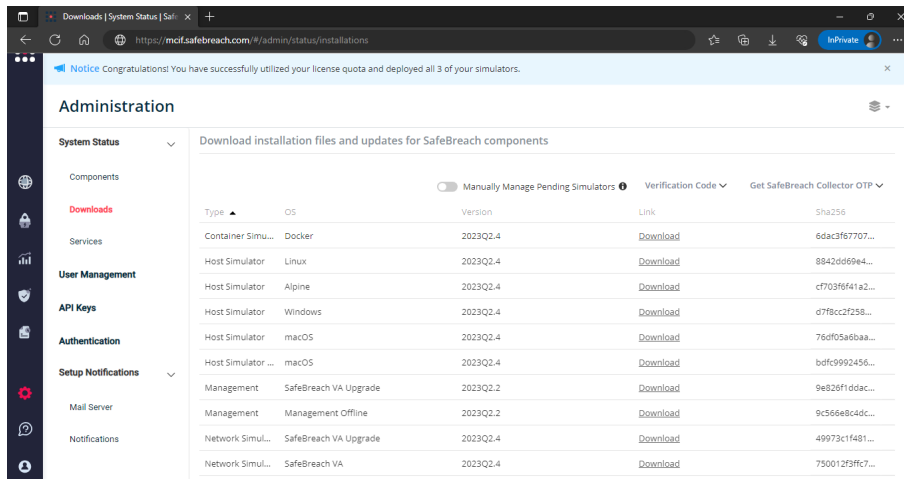 Downloads | System Status | Safe
https://mcif.safebreach.com/#/admin/status/installations
InPrivate
Notice Congratulations! You have successfully utilized your license quota and deployed all 3 of your simulators.
Administration
System Status
Components
Downloads
Services
User Management
API Keys
Authentication
Setup Notifications
Mail Server
Notifications
Download installation files and updates for SafeBreach components
Manually Manage Pending Simulators Verification Code Get SafeBreach Collector OTP
Type OS Version Link Sha256
Container Simu... Docker 2023Q2.4 Download 6dac3f67707...
Host Simulator Linux 2023Q2.4 Download 8842dd69e4...
Host Simulator Alpine 2023Q2.4 Download cf703f6f41a2...
Host Simulator Windows 2023Q2.4 Download d7f8cc2f258...
Host Simulator macOS 2023Q2.4 Download 76df05a6baa...
Host Simulator ... macOS 2023Q2.4 Download bdfc9992456...
Management SafeBreach VA Upgrade 2023Q2.2 Download 9e826f1ddac...
Management Management Offline 2023Q2.2 Download 9c566e8c4dc...
Network Simul... SafeBreach VA Upgrade 2023Q2.4 Download 49973c1f481...
Network Simul... SafeBreach VA 2023Q2.4 Download 750012f3ffc7...